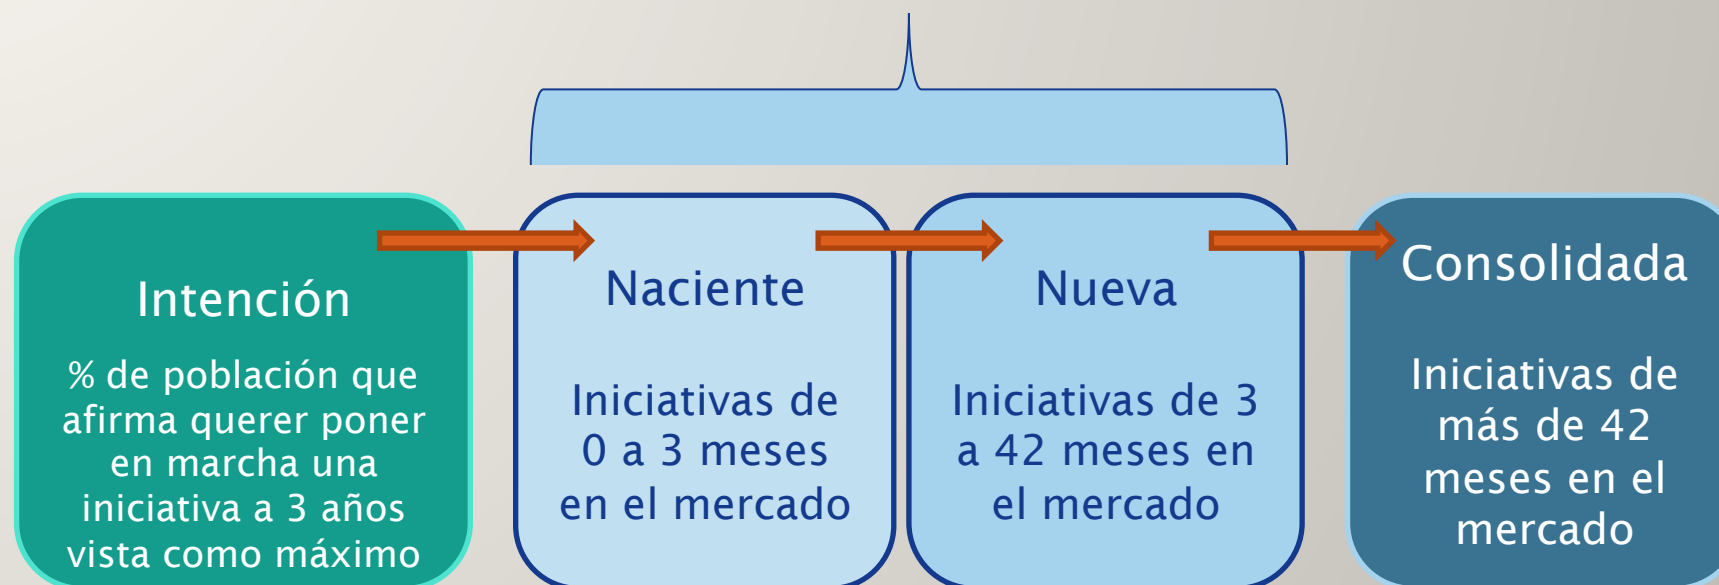 Intención
% de población que
afirma querer poner
en marcha una
iniciativa a 3 años
vista como máximo
Naciente
Iniciativas de
0 a 3 meses
en el mercado
Nueva
Iniciativas de 3
a 42 meses en
el mercado
Consolidada
Iniciativas de
más de 42
meses en el
mercado